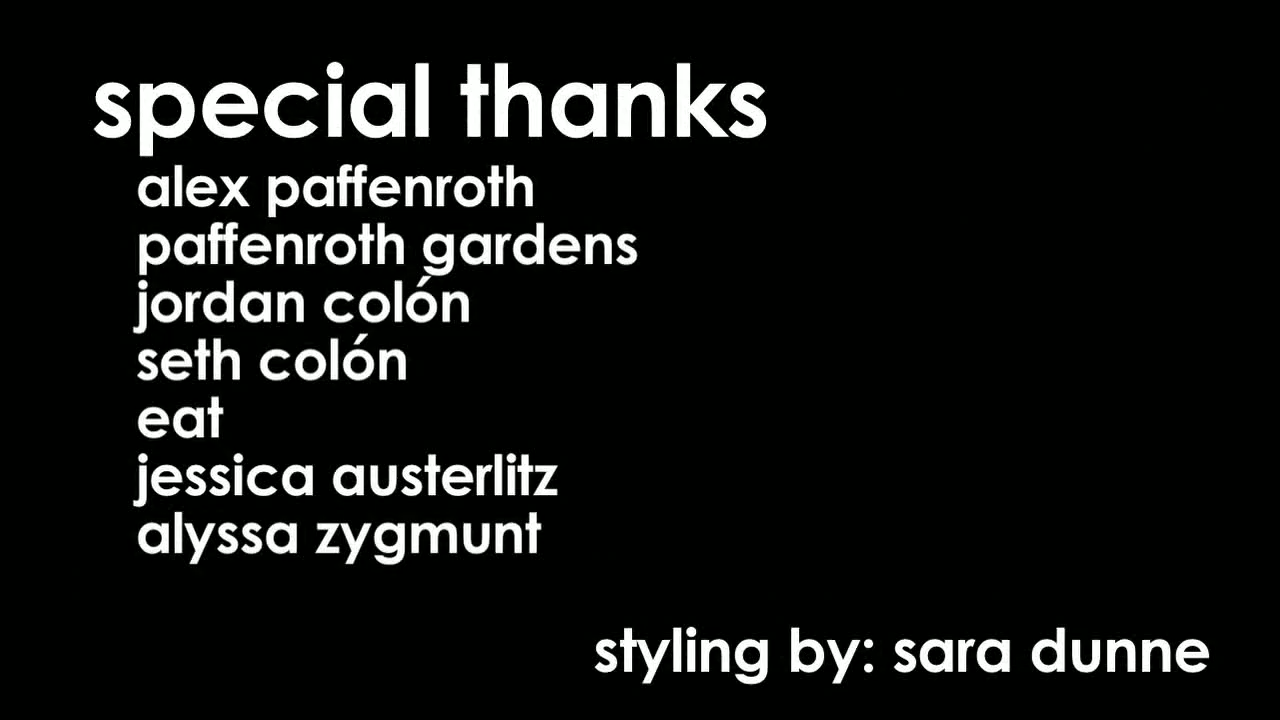 special thanks
alex paffenroth
paffenroth gardens
jordan colón
seth colón
eat
jessica austerlitz
alyssa zygmunt
styling by: sara dunne